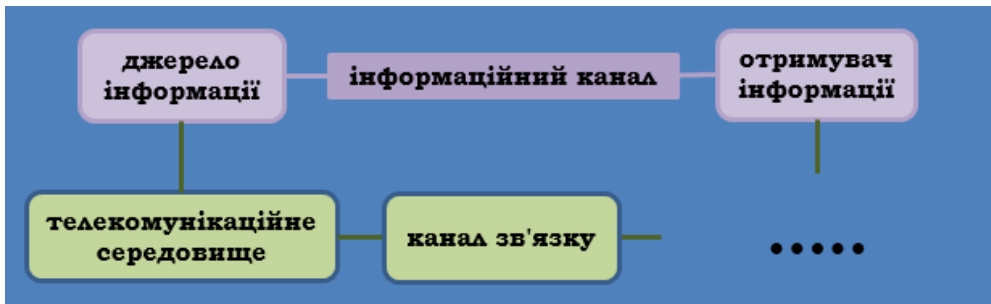 джерело
інформації
інформаційний канал
отримувач
інформації
телекомунікаційне
середовище
канал зв'язку
.....